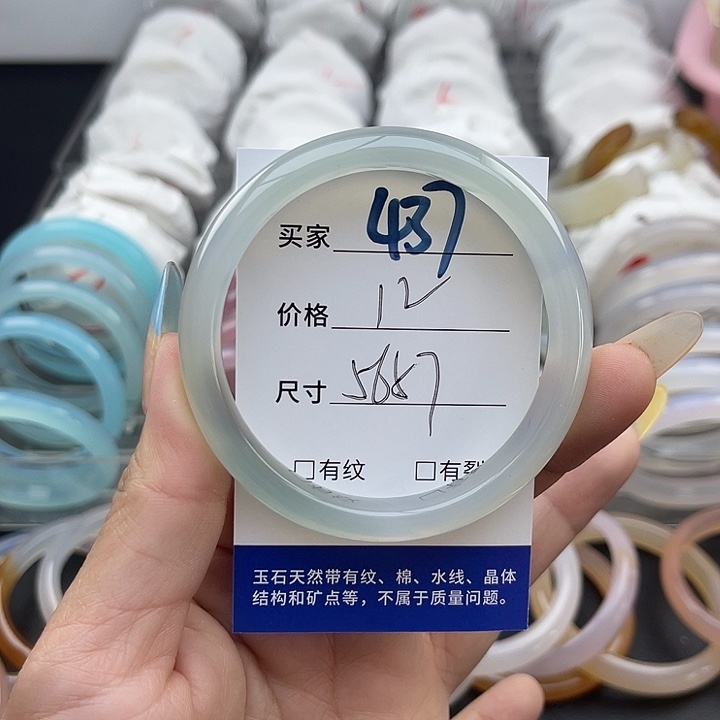 买家 437
价格 12
尺寸 5687
□有纹 □有裂
玉石天然带有纹、棉、水线、晶体
结构和矿点等，不属于质量问题。